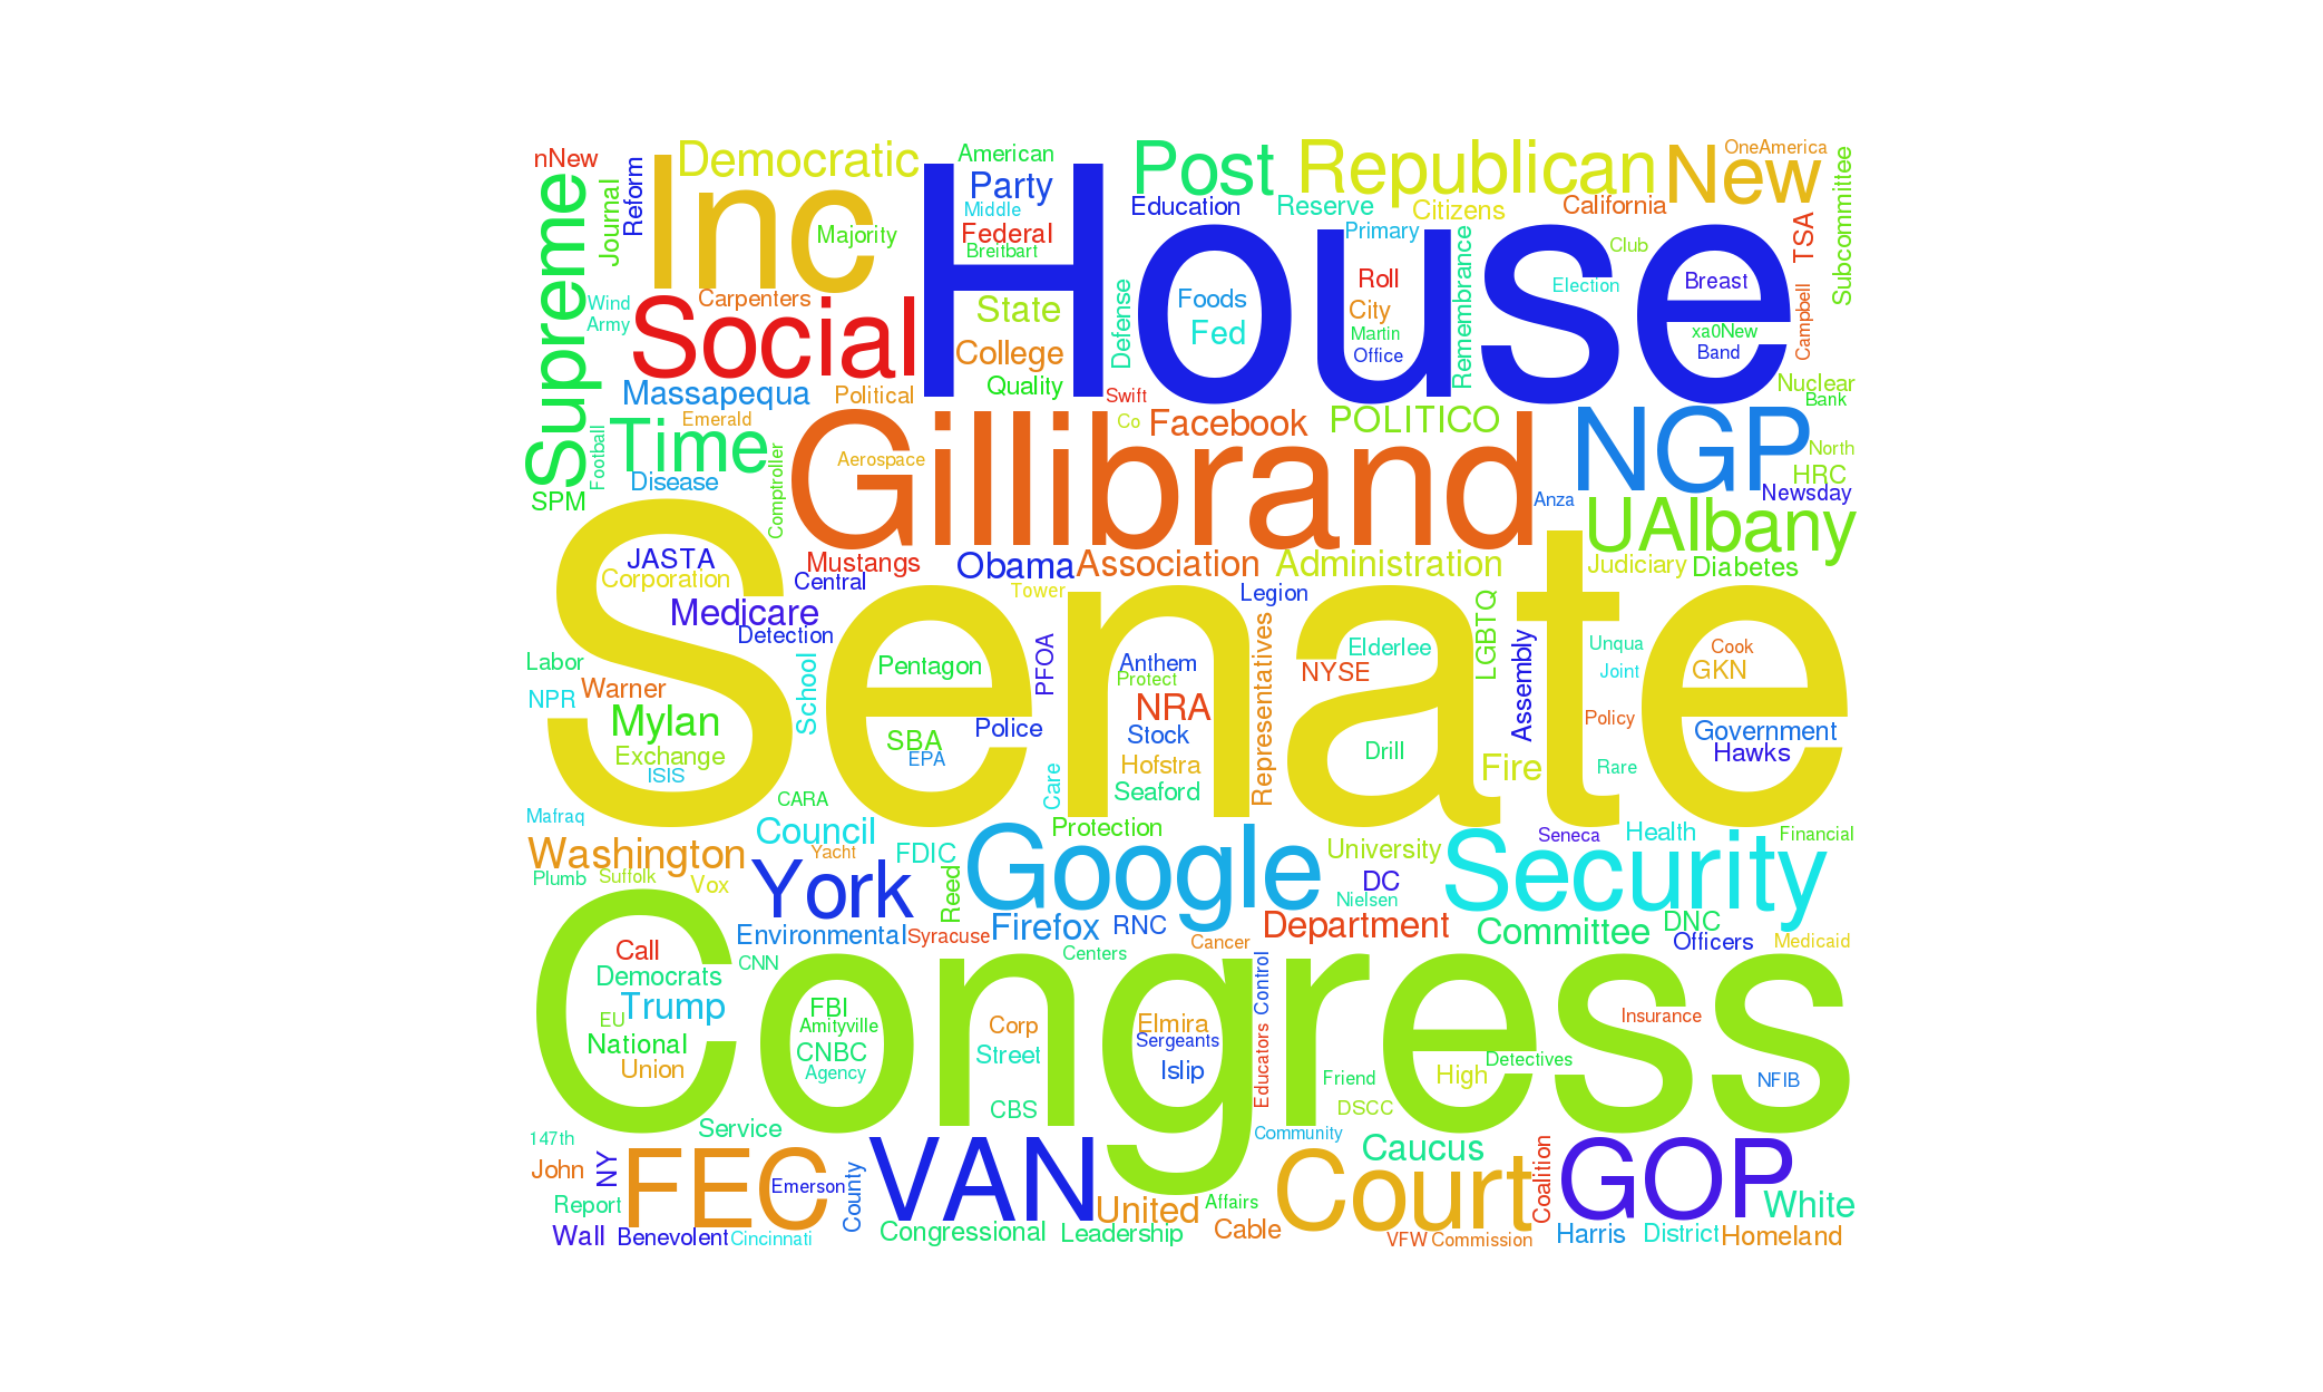 nNew
Supreme
Journal
Reform
Inc
Democratic
Majority
American
Party
Middle
Federal
Breitbart
House
Post
Republican
New
OneAmerica
Subcommittee
Education
Reserve
Citizens
California
TSA
Primary
Club
Roll
Remembrance
Election
Breast
Wind
Army
Carpenters
Social
State
College
Quality
Defense
Foods
Fed
City
Martin
Office
xa0New
Band
Campbell
Massapequa
Political
Swift
Nuclear
Bank
Emerald
Time
Football
Disease
Comptroller
SPM
Gillibrand
Aerospace
Co
Facebook
POLITICO
NGP
North
HRC
Newsday
Anza
UAlbany
JASTA
Corporation
Mustangs
Central
Obama
Association
Administration
Judiciary
Diabetes
Senate
Medicare
Detection
Tower
Legion
LGBTQ
Labor
NPR
Warner
Mylan
Exchange
ISIS
School
Pentagon
PFOA
Anthem
Protect
NRA
Stock
Hofstra
Seaford
Representatives
Elderlee
NYSE
Assembly
Unqua
Joint
Policy
Cook
GKN
Government
Hawks
SBA
EPA
Police
Care
Drill
Fire
Rare
CARA
Mafraq
Washington
Plumb
Suffolk
Vox
Council
Yacht
York
FDIC
Reed
Protection
Google
University
DC
Nielsen
Seneca
Health
Financial
Security
Environmental
Syracuse
Firefox
RNC
Cancer
Department
Committee
DNC
Officers
Medicaid
Congress
Call
Democrats
Trump
EU
National
Union
CNN
FBI
Amityville
CNBC
Agency
Centers
Corp
Street
CBS
Elmira
Sergeants
Islip
Control
Educators
High
Detectives
Friend
DSCC
Insurance
NFIB
Service
147th
John
NY
Report
Wall
Benevolent
Cincinnati
FEC
Emerson
County
VAN
Congressional
Leadership
United
Affairs
Cable
Community
Caucus
Court
VFW
Commission
Coalition
GOP
Harris
District
White
Homeland